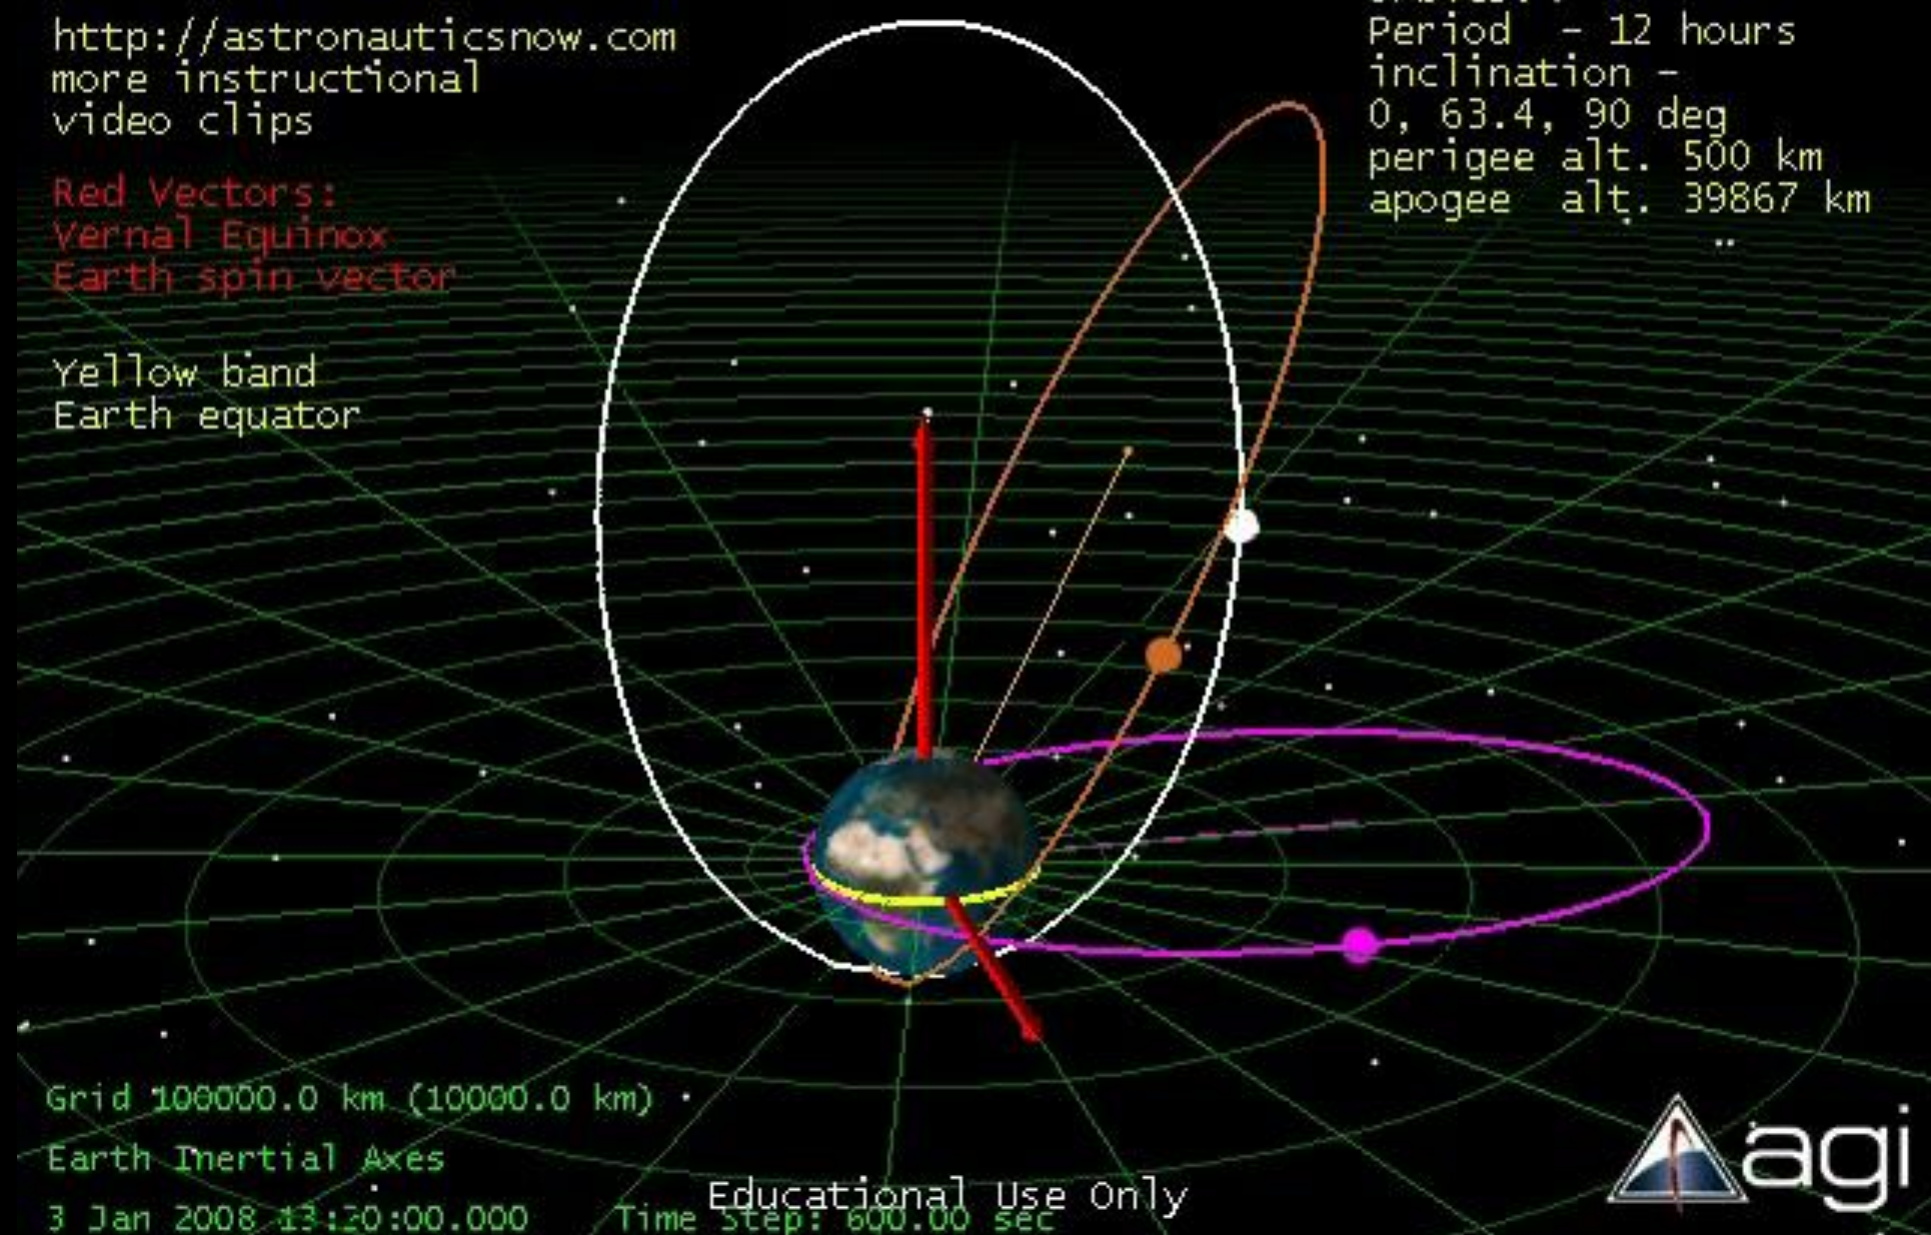 http://astronauticsnow.com
more instructional
video clips
Red Vectors:
Vernal Equinox
Earth spin vector
Yellow band
Earth equator
Period - 12 hours
inclination -
0, 63.4, 90 deg
perigee alt. 500 km
apogee alt. 39867 km
Grid 100000.0 km (10000.0 km)
Earth Inertial Axes
3 Jan 2008 13:20:00.000 Time Step: 600.00 sec
Educational Use Only
agi